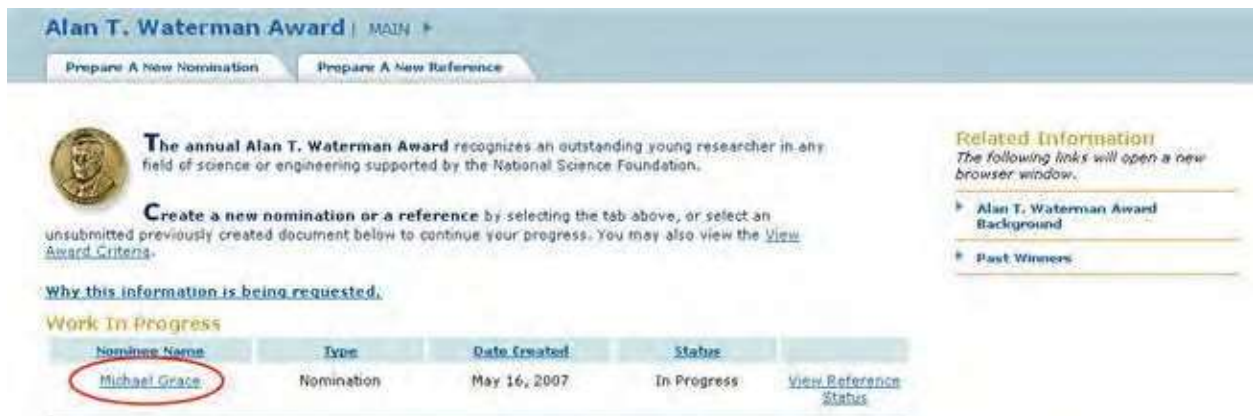 Alan T. Waterman Award | MAIN
Prepare A New Nomination
Prepare A New Reference
The annual Alan T. Waterman Award recognizes an outstanding young researcher in any
field of science or engineering supported by the National Science Foundation.
Create a new nomination or a reference by selecting the tab above, or select an
unsubmitted previously created document below to continue your progress. You may also view the View
Award Criteria.
Why this information is being requested.
Work In Progress
Nominee Name Type Date Created Status
Michael Grace Nomination May 16, 2007 In Progress View Reference
Status
Related Information
The following links will open a new
browser window.
Alan T. Waterman Award
Background
Past Winners